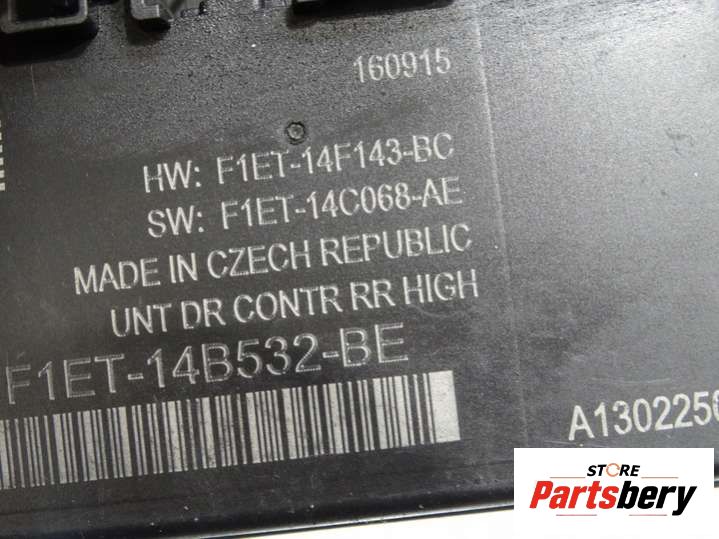 160915
HW: F1ET-14F143-BC
SW: F1ET-14C068-AE
MADE IN CZECH REPUBLIC
UNT DR CONTR RR HIGH
F1ET-14B532-BE
STORE
Partsbery